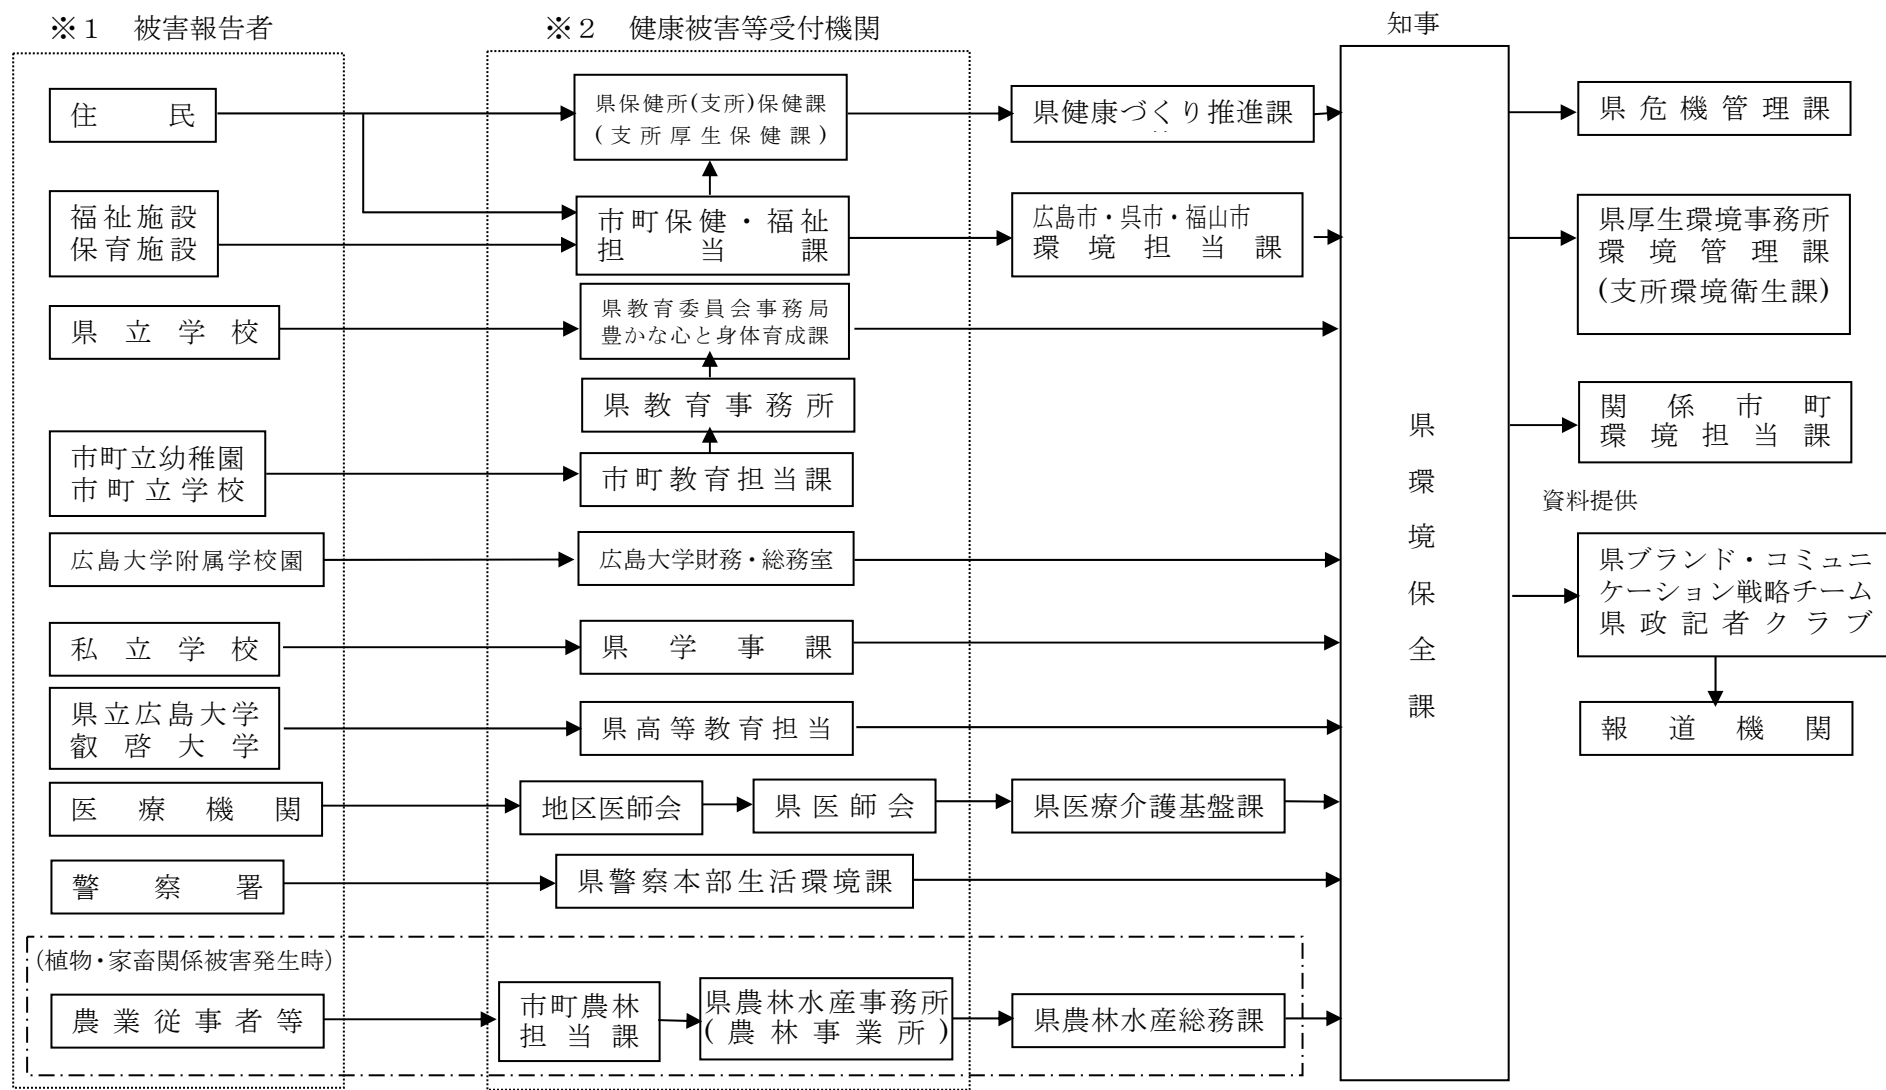 ※１　被害報告者
※２　健康被害等受付機関
知事
住民
県保健所(支所)保健課
(支所厚生保健課)
県健康づくり推進課
県危機管理課
福祉施設
保育施設
市町保健・福祉
担当課
広島市・呉市・福山市
環境担当課
県厚生環境事務所
環境管理課
(支所環境衛生課)
県立学校
県教育委員会事務局
豊かな心と身体育成課
県教育事務所
関係市町
環境担当課
市町立幼稚園
市町立学校
市町教育担当課
資料提供
広島大学附属学校園
広島大学財務・総務室
県ブランド・コミュニ
ケーション戦略チーム
県政記者クラブ
私立学校
県学事課
県立広島大学
叡啓大学
県高等教育担当
報道機関
医療機関
地区医師会
県医師会
県医療介護基盤課
警察署
県警察本部生活環境課
(植物・家畜関係被害発生時)
農業従事者等
市町農林
担当課
県農林水産事務所
(農林事業所)
県農林水産総務課
県環境保全課